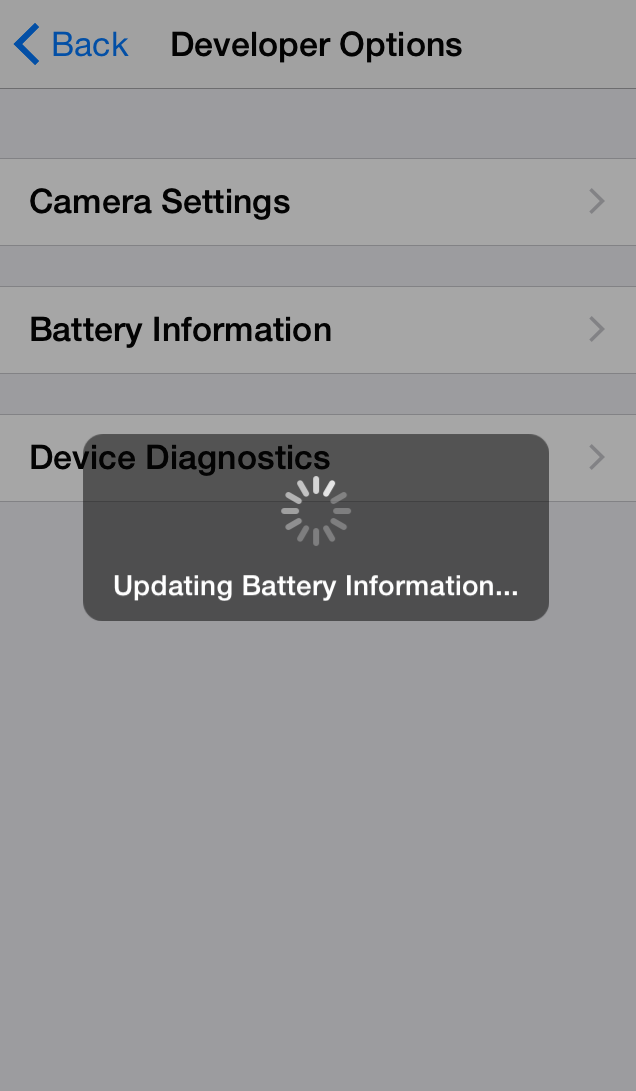 Back Developer Options
Camera Settings
Battery Information
Device Diagnostics
Updating Battery Information...